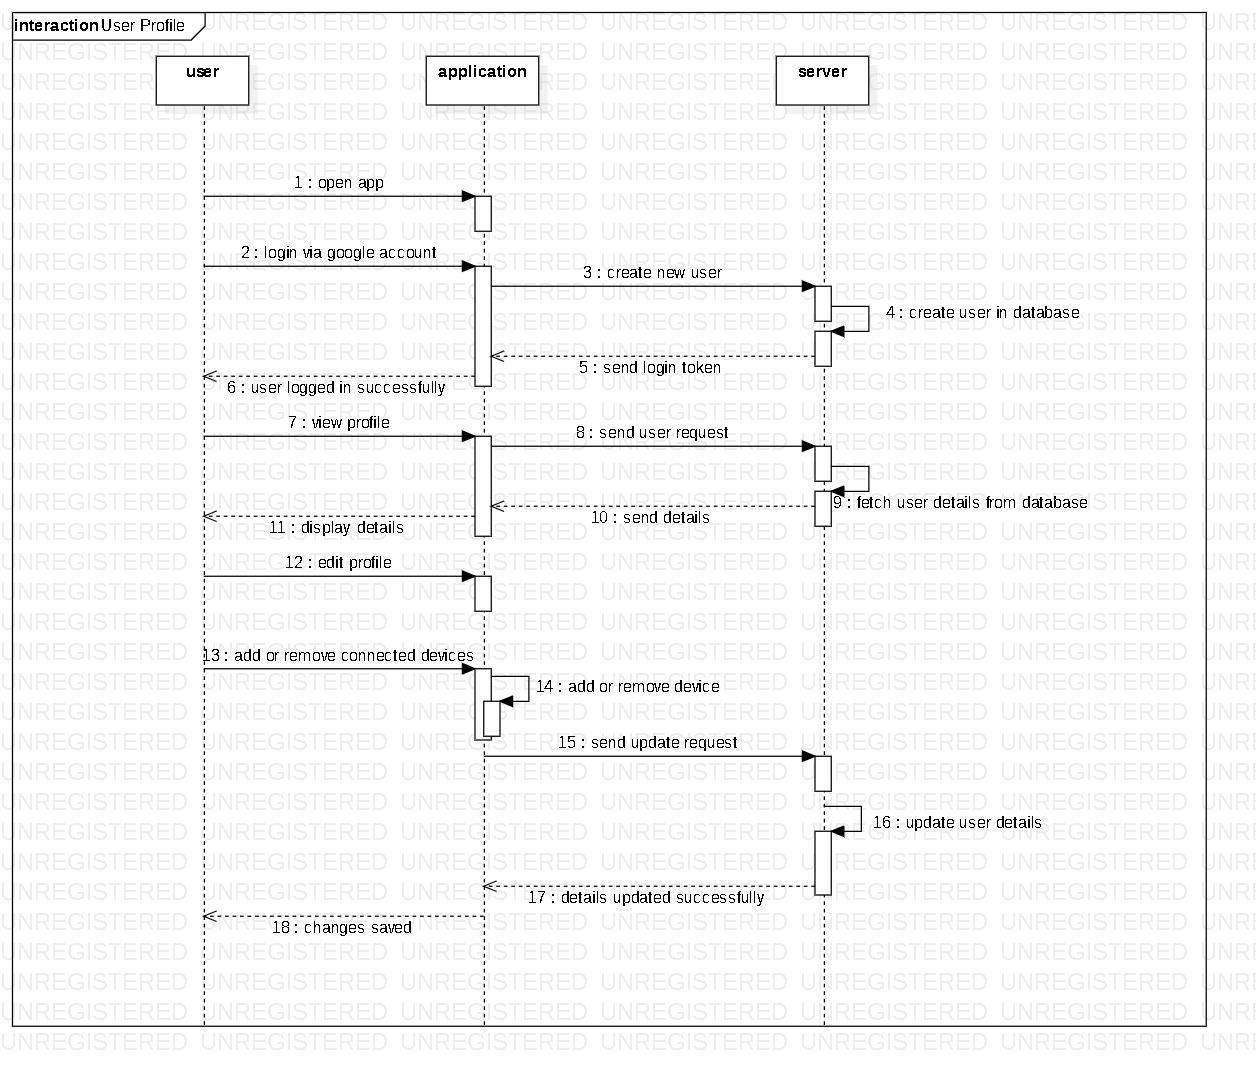 interaction User Profile
user
application
server
1 : open app
2 : login via google account
3 : create new user
4 : create user in database
5 : send login token
6 : user logged in successfully
7 : view profile
8 : send user request
9 : fetch user details from database
10 : send details
11 : display details
12 : edit profile
13 : add or remove connected devices
14 : add or remove device
15 : send update request
16 : update user details
17 : details updated successfully
18 : changes saved
UNREGISTERED